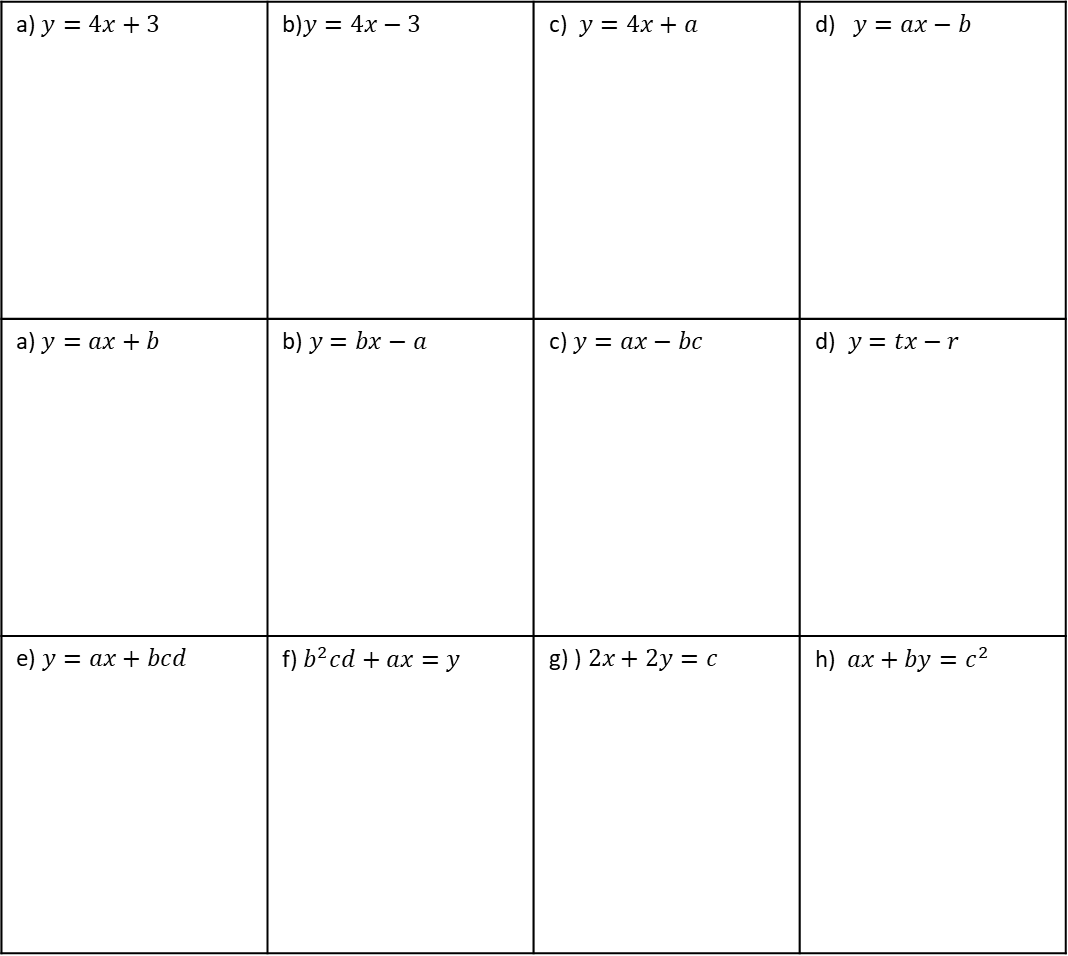 a) y = 4x + 3
b)y = 4x − 3
c) y = 4x + a
d) y = ax − b
a) y = ax + b
b) y = bx − a
c) y = ax − bc
d) y = tx − r
e) y = ax + bcd
f) b²cd + ax = y
g) ) 2x + 2y = c
h) ax + by = c²